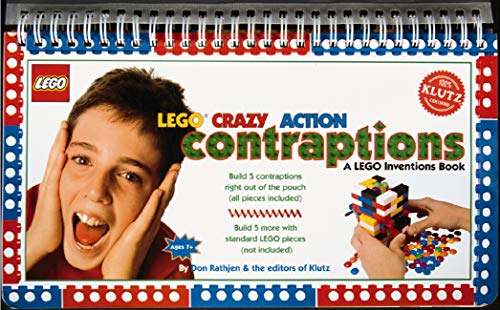 LEGO
100%
KLUTZ
CERTIFIED
LEGO CRAZY ACTION
contraptions
A LEGO Inventions Book
Build 5 contraptions
right out of the pouch
(all pieces included)
Build 5 more with
standard LEGO pieces
(not included)
Ages 7+
By Don Rathjen & the editors of Klutz